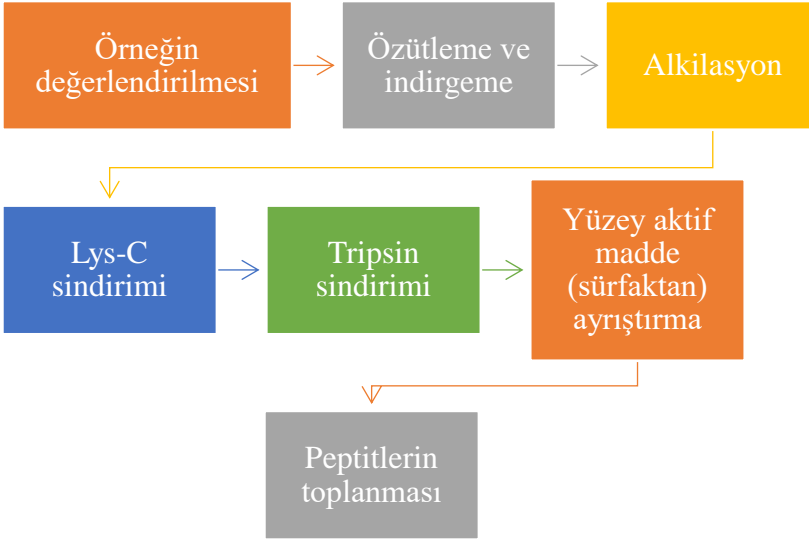 Örneğin
değerlendirilmesi
Özütleme ve
indirgeme
Alkilasyon
Lys-C
sindirimi
Tripsin
sindirimi
Yüzey aktif
madde
(sürfaktan)
ayrıştırma
Peptitlerin
toplanması